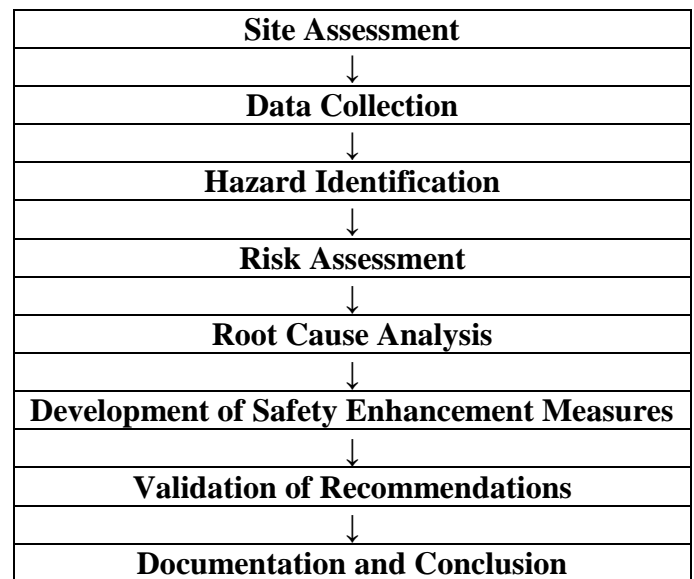 Site Assessment
↓
Data Collection
↓
Hazard Identification
↓
Risk Assessment
↓
Root Cause Analysis
↓
Development of Safety Enhancement Measures
↓
Validation of Recommendations
↓
Documentation and Conclusion